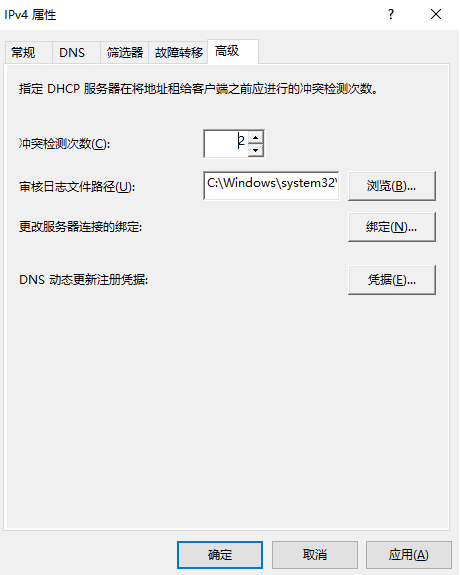 IPv4 属性
常规 DNS 筛选器 故障转移 高级
指定 DHCP 服务器在将地址租给客户端之前应进行的冲突检测次数。
冲突检测次数(C): 2
审核日志文件路径(U): C:\Windows\system32\ 浏览(B)...
更改服务器连接的绑定: 绑定(N)...
DNS 动态更新注册凭据: 凭据(E)...
确定 取消 应用(A)